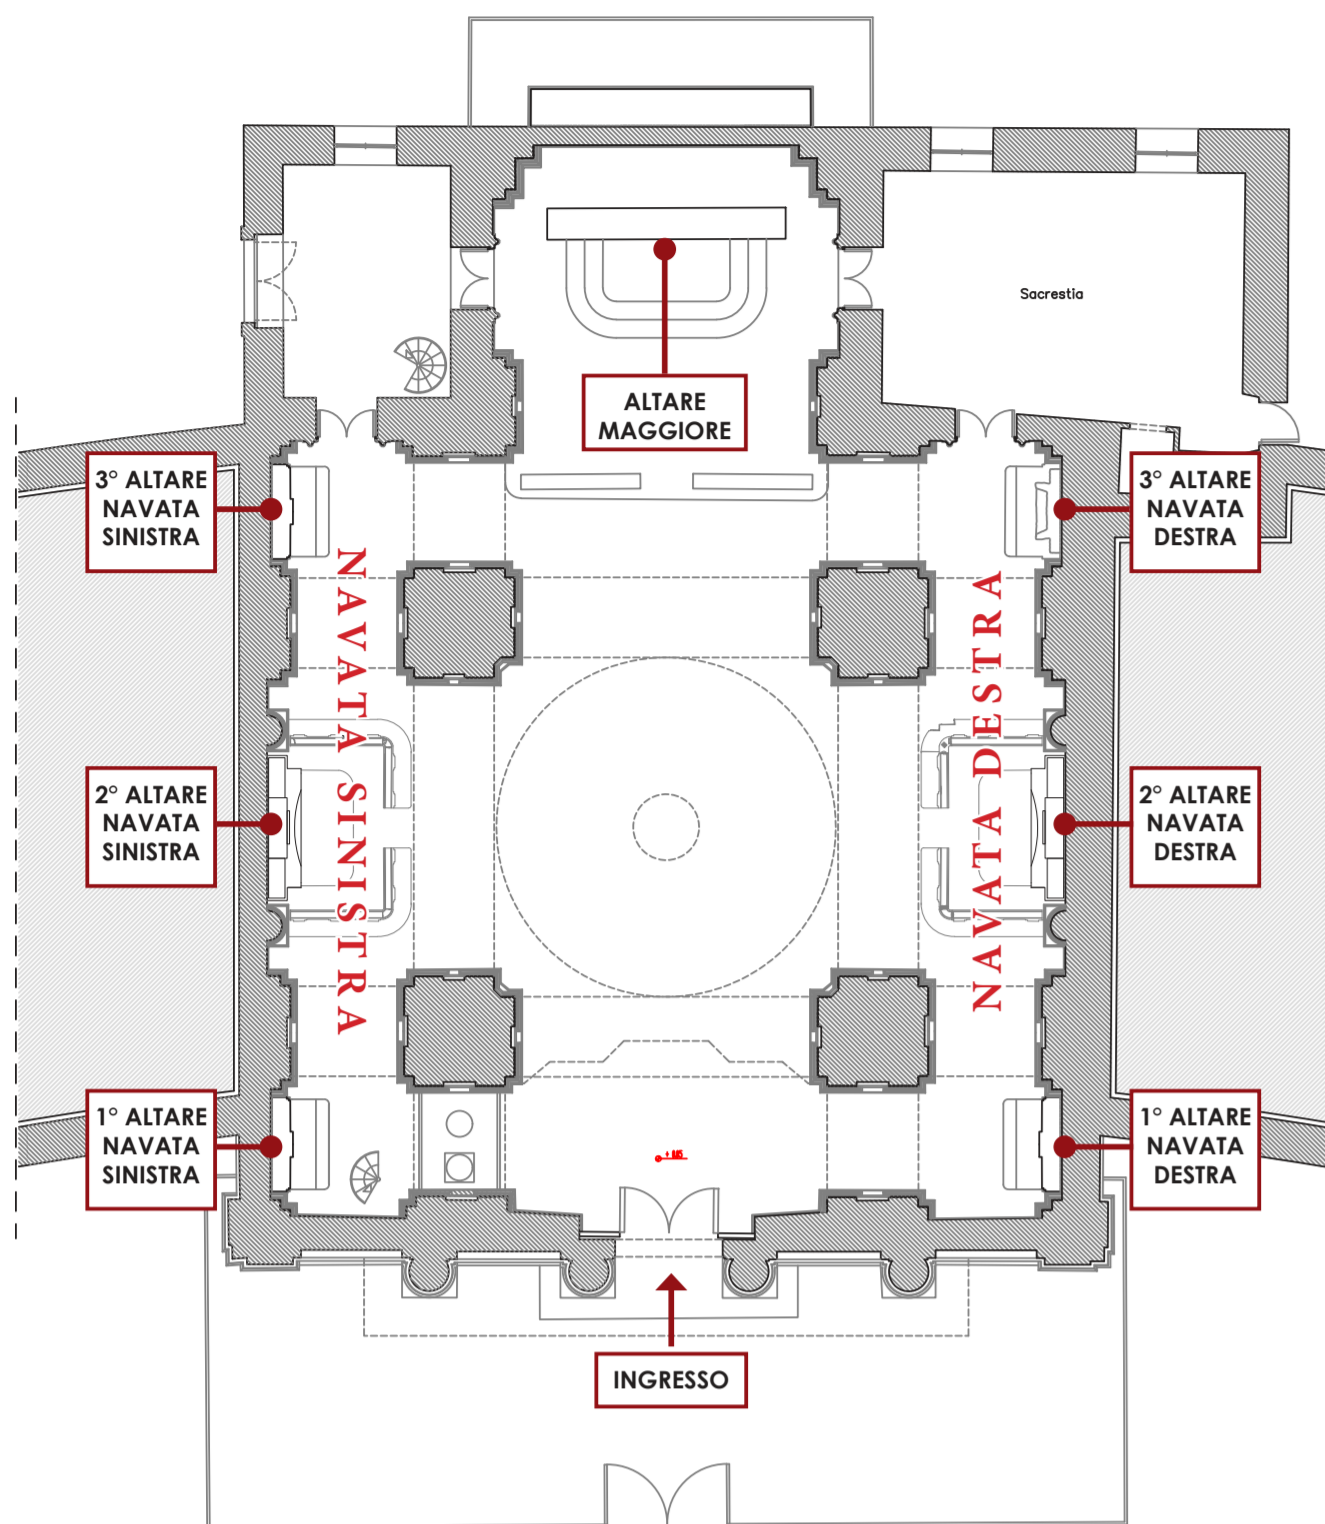 Sacrestia
ALTARE
MAGGIORE
3° ALTARE
NAVATA
SINISTRA
3° ALTARE
NAVATA
DESTRA
NAVATA SINISTRA
NAVATA DESTRA
2° ALTARE
NAVATA
SINISTRA
2° ALTARE
NAVATA
DESTRA
1° ALTARE
NAVATA
SINISTRA
1° ALTARE
NAVATA
DESTRA
INGRESSO